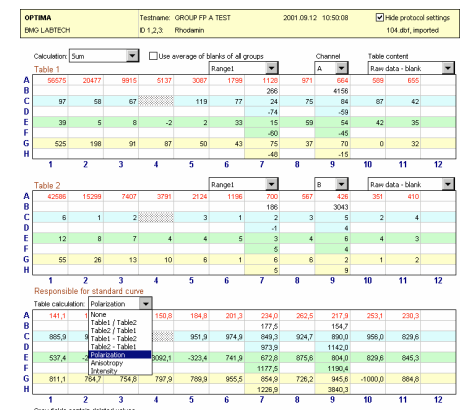 OPTIMA Testname: GROUP FP A TEST 2001.09.12 10:50:08 Hide protocol settings
BMG LABTECH ID 1,2,3: Rhodamin 104.dbt, imported
Calculation: Sum Use average of blanks of all groups Channel Table content
Table 1 Range1 A Raw data - blank
A 56575 20477 9915 5137 3087 1799 1128 971 664 589 655
B 266 4156
C 97 58 67 119 77 24 75 84 87 42
D -74 -59
E 39 5 8 -2 2 33 15 59 54 42 35
F -60 -45
G 525 198 91 87 50 43 75 37 70 0 32
H -48 -15
1 2 3 4 5 6 7 8 9 10 11 12
Table 2 Range1 B Raw data - blank
A 42586 15299 7407 3791 2124 1196 700 567 426 351 410
B 186 3043
C 6 1 2 3 1 2 3 5 2 4
D -1 4
E 12 8 7 4 4 5 3 4 6 4 3
F 5 4
G 55 26 13 10 6 1 6 6 2 1 6
H 5 9
1 2 3 4 5 6 7 8 9 10 11 12
Responsible for standard curve
Table calculation: Polarization
None
Table1 / Table2
Table2 / Table1
Table1 - Table2
Table2 - Table1
Polarization
Anisotropy
Intensity
A 141,1 150,8 184,8 201,3 234,0 262,5 217,9 253,1 230,3
B 177,5 154,7
C 885,9 951,9 974,9 849,3 924,7 890,0 956,0 829,6
D 973,9 1142,0
E 537,4 3092,1 -323,4 741,9 672,8 875,6 804,0 829,6 845,3
F 1177,5 1190,4
G 811,1 764,7 754,8 797,9 789,9 955,5 854,9 726,2 945,6 -1000,0 884,8
H 1226,9 3840,3
1 2 3 4 5 6 7 8 9 10 11 12